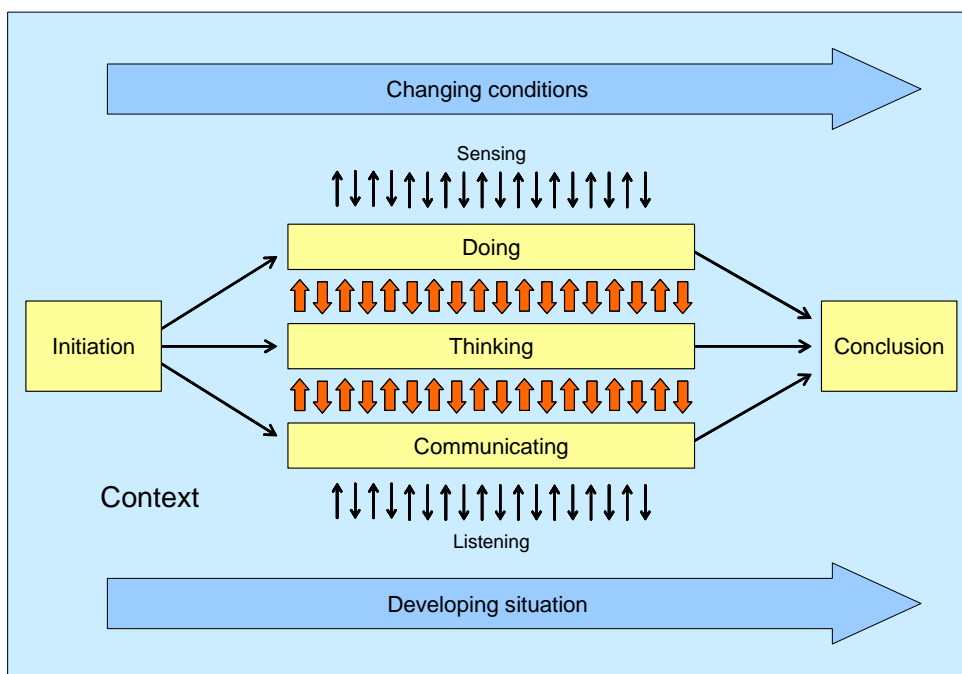 Changing conditions
Sensing
Doing
Initiation
Thinking
Conclusion
Communicating
Context
Listening
Developing situation